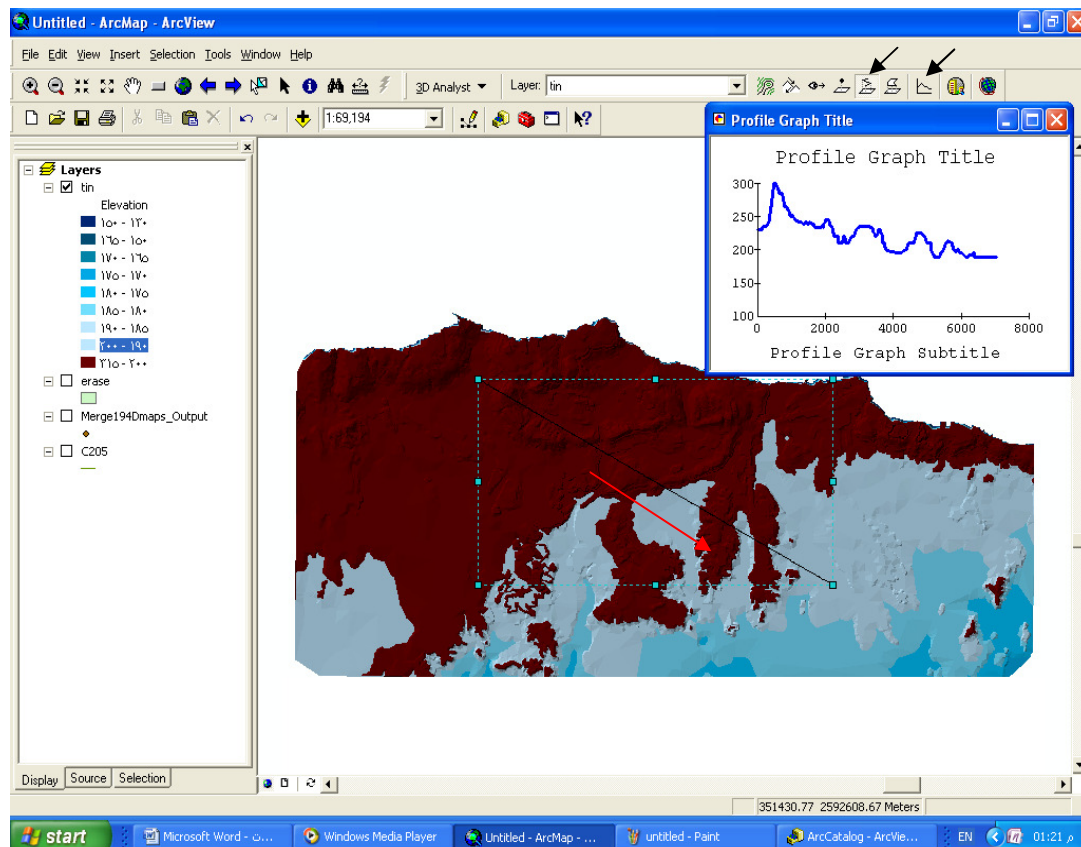 Untitled - ArcMap - ArcView
File Edit View Insert Selection Tools Window Help
3D Analyst Layer: tin
1:69,194
Layers
tin
Elevation
١٥٠ - ١٣٠
١٦٥ - ١٥٠
١٧٠ - ١٦٥
١٧٥ - ١٧٠
١٨٠ - ١٧٥
١٨٥ - ١٨٠
١٩٠ - ١٨٥
٢٠٠ - ١٩٠
٣١٥ - ٢٠٠
erase
Merge194Dmaps_Output
C205
Profile Graph Title
Profile Graph Title
300
250
200
150
100
0 2000 4000 6000 8000
Profile Graph Subtitle
Display Source Selection
351430.77 2592608.67 Meters
start
Microsoft Word - ت...
Windows Media Player
Untitled - ArcMap - ...
untitled - Paint
ArcCatalog - ArcVie...
EN
01:21 م